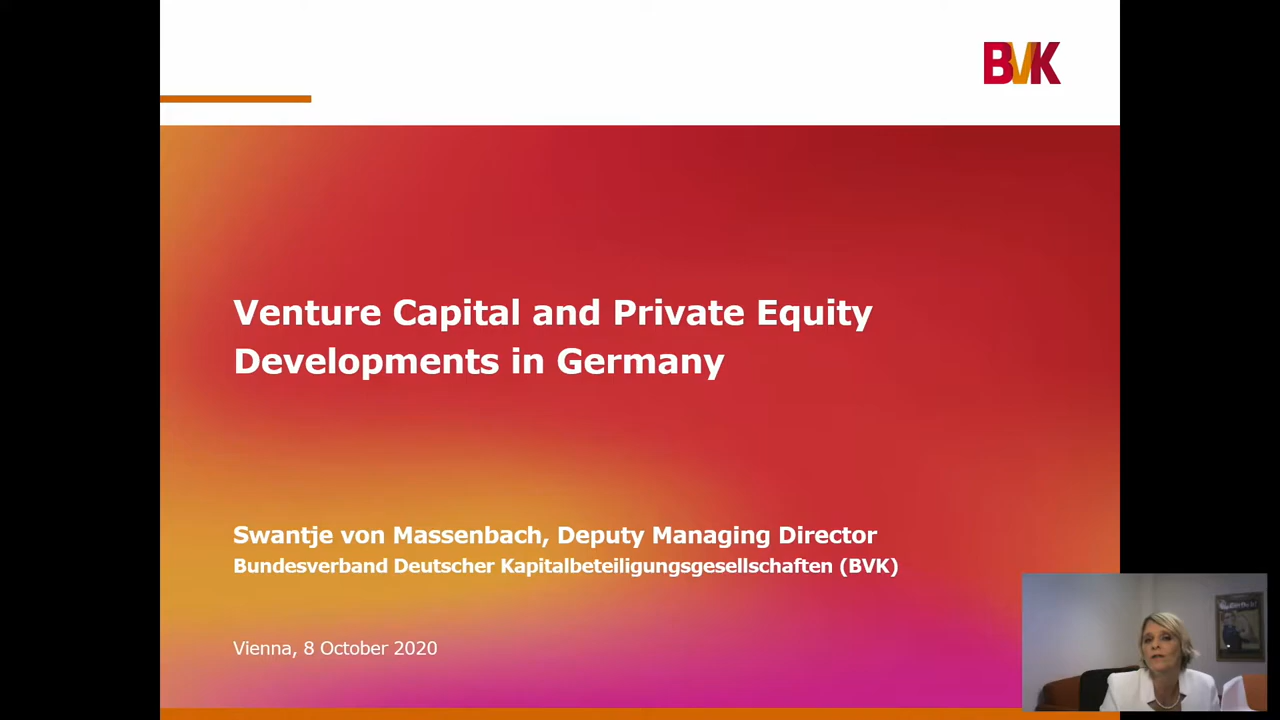 BVK
Venture Capital and Private Equity
Developments in Germany
Swantje von Massenbach, Deputy Managing Director
Bundesverband Deutscher Kapitalbeteiligungsgesellschaften (BVK)
Vienna, 8 October 2020